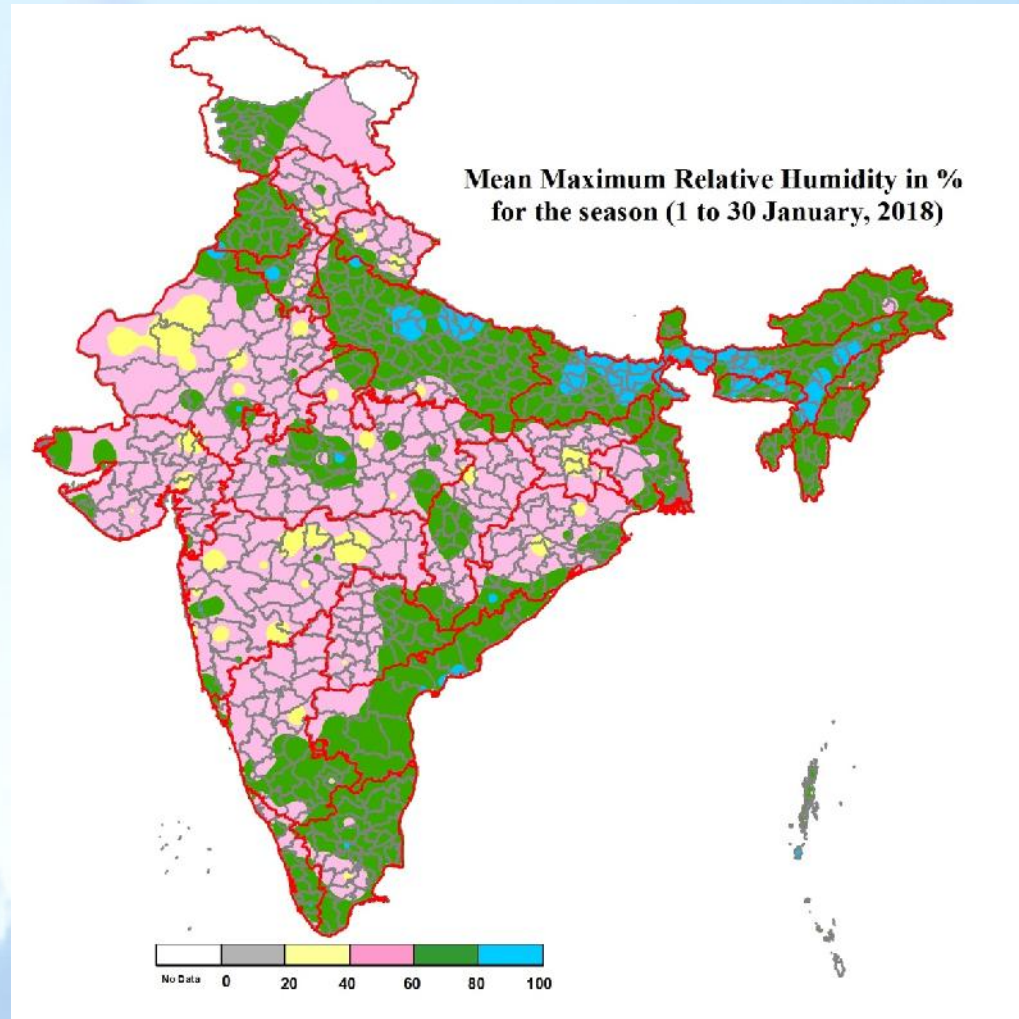 Mean Maximum Relative Humidity in %
for the season (1 to 30 January, 2018)
No Data 0 20 40 60 80 100